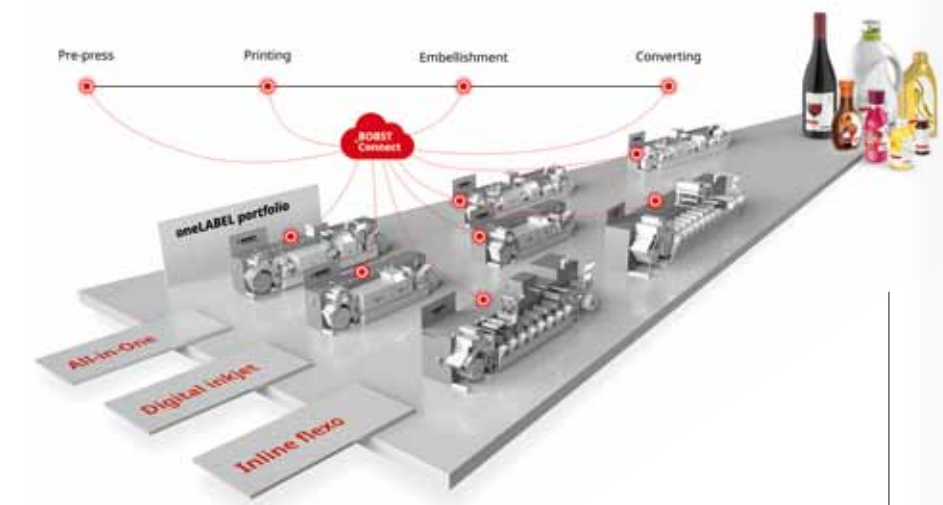 Pre-press
Printing
Embellishment
Converting
BOBST
Connect
oneLABEL portfolio
All-in-One
Digital inkjet
Inline flexo